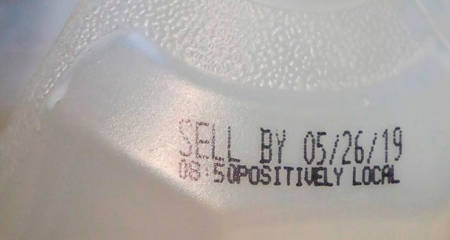 SELL BY 05/26/19
08:50POSITIVELY LOCAL